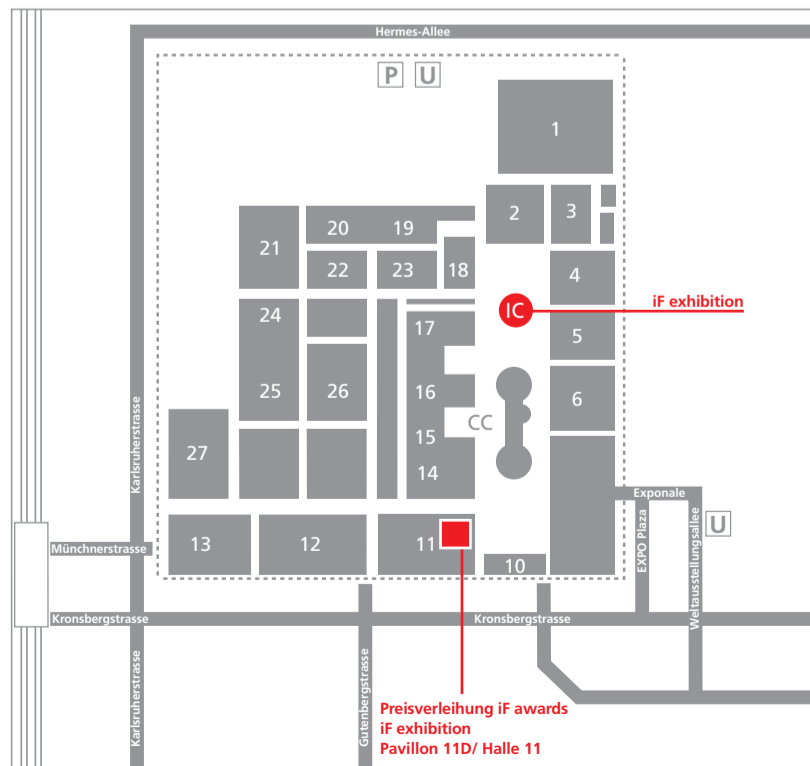 Hermes-Allee
P U
1
2 3
20 19
21
22 23 18
4
IC iF exhibition
24 17
5
25 26 16
6
CC
15
27
14
Karlsruherstrasse
Exponale
U
13 12 11
Münchnerstrasse
10
EXPO Plaza
Weltausstellungsallee
Kronsbergstrasse
Kronsbergstrasse
Karlsruherstrasse
Gutenbergstrasse
Preisverleihung iF awards
iF exhibition
Pavillon 11D/ Halle 11